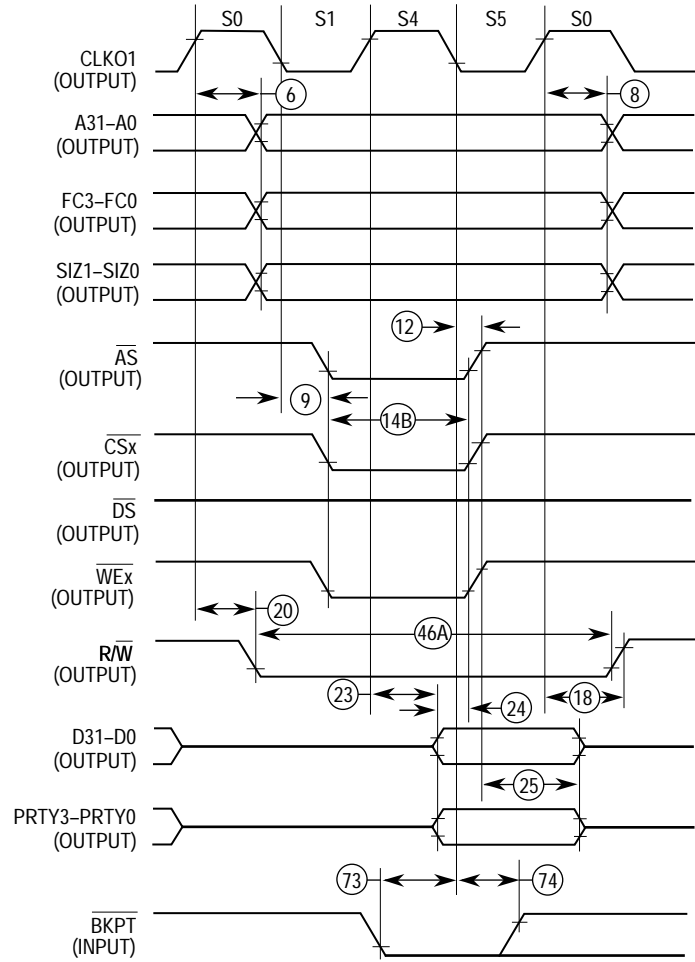 S0 S1 S4 S5 S0
CLKO1
(OUTPUT)
6 8
A31–A0
(OUTPUT)
FC3–FC0
(OUTPUT)
SIZ1–SIZ0
(OUTPUT)
12
AS
(OUTPUT)
9
14B
CSx
(OUTPUT)
DS
(OUTPUT)
WEx
(OUTPUT)
20
46A
R/W
(OUTPUT)
23 24 18
D31–D0
(OUTPUT)
25
PRTY3–PRTY0
(OUTPUT)
73 74
BKPT
(INPUT)